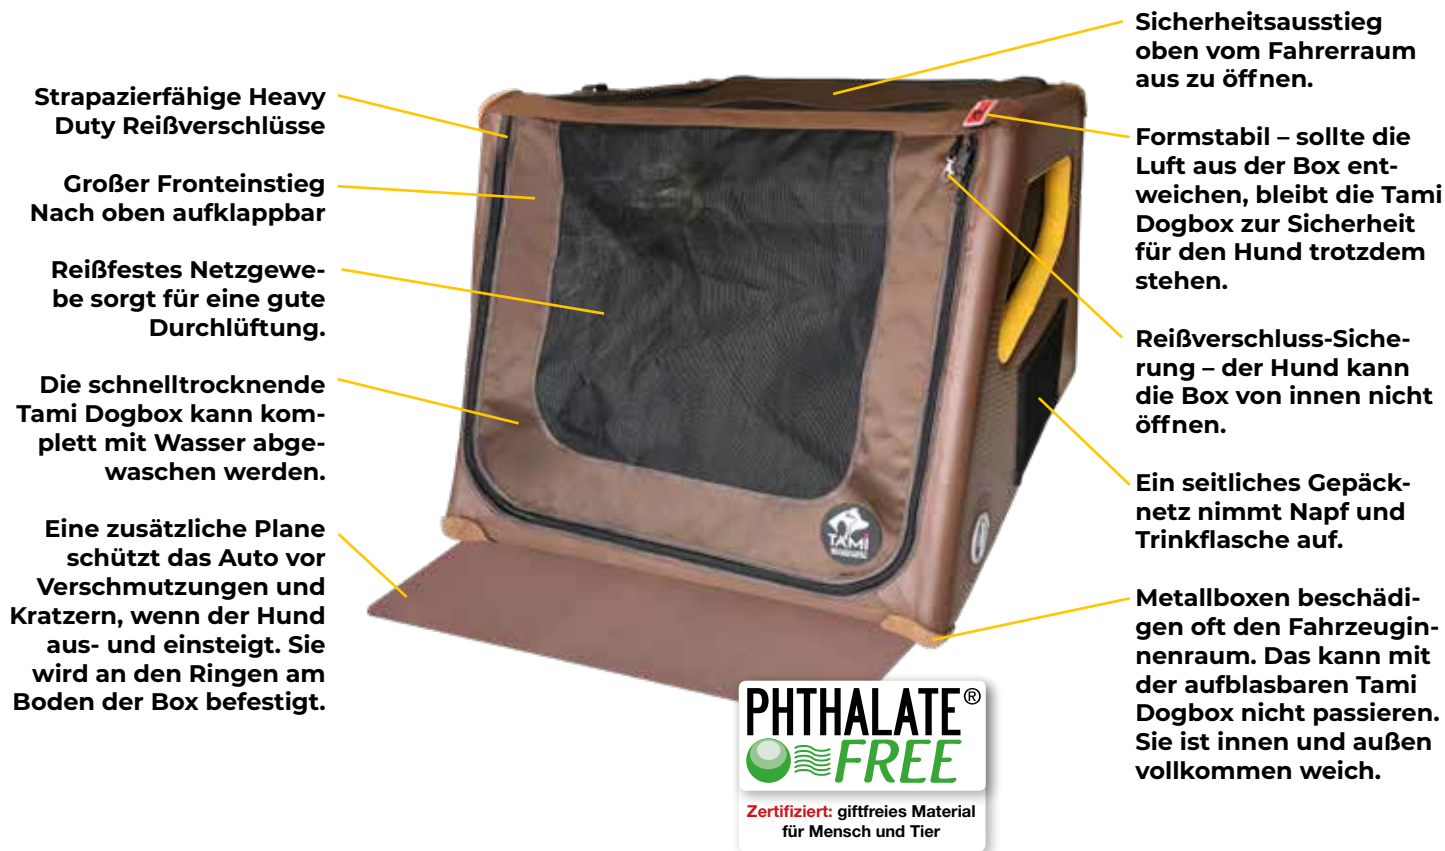 Strapazierfähige Heavy
Duty Reißverschlüsse
Großer Fronteinstieg
Nach oben aufklappbar
Reißfestes Netzgewe-
be sorgt für eine gute
Durchlüftung.
Die schnelltrocknende
Tami Dogbox kann kom-
plett mit Wasser abge-
waschen werden.
Eine zusätzliche Plane
schützt das Auto vor
Verschmutzungen und
Kratzern, wenn der Hund
aus- und einsteigt. Sie
wird an den Ringen am
Boden der Box befestigt.
Sicherheitsausstieg
oben vom Fahrerraum
aus zu öffnen.
Formstabil – sollte die
Luft aus der Box ent-
weichen, bleibt die Tami
Dogbox zur Sicherheit
für den Hund trotzdem
stehen.
Reißverschluss-Siche-
rung – der Hund kann
die Box von innen nicht
öffnen.
Ein seitliches Gepäck-
netz nimmt Napf und
Trinkflasche auf.
Metallboxen beschädi-
gen oft den Fahrzeugin-
nenraum. Das kann mit
der aufblasbaren Tami
Dogbox nicht passieren.
Sie ist innen und außen
vollkommen weich.
TAMI
PHTHALATE®
FREE
Zertifiziert: giftfreies Material
für Mensch und Tier